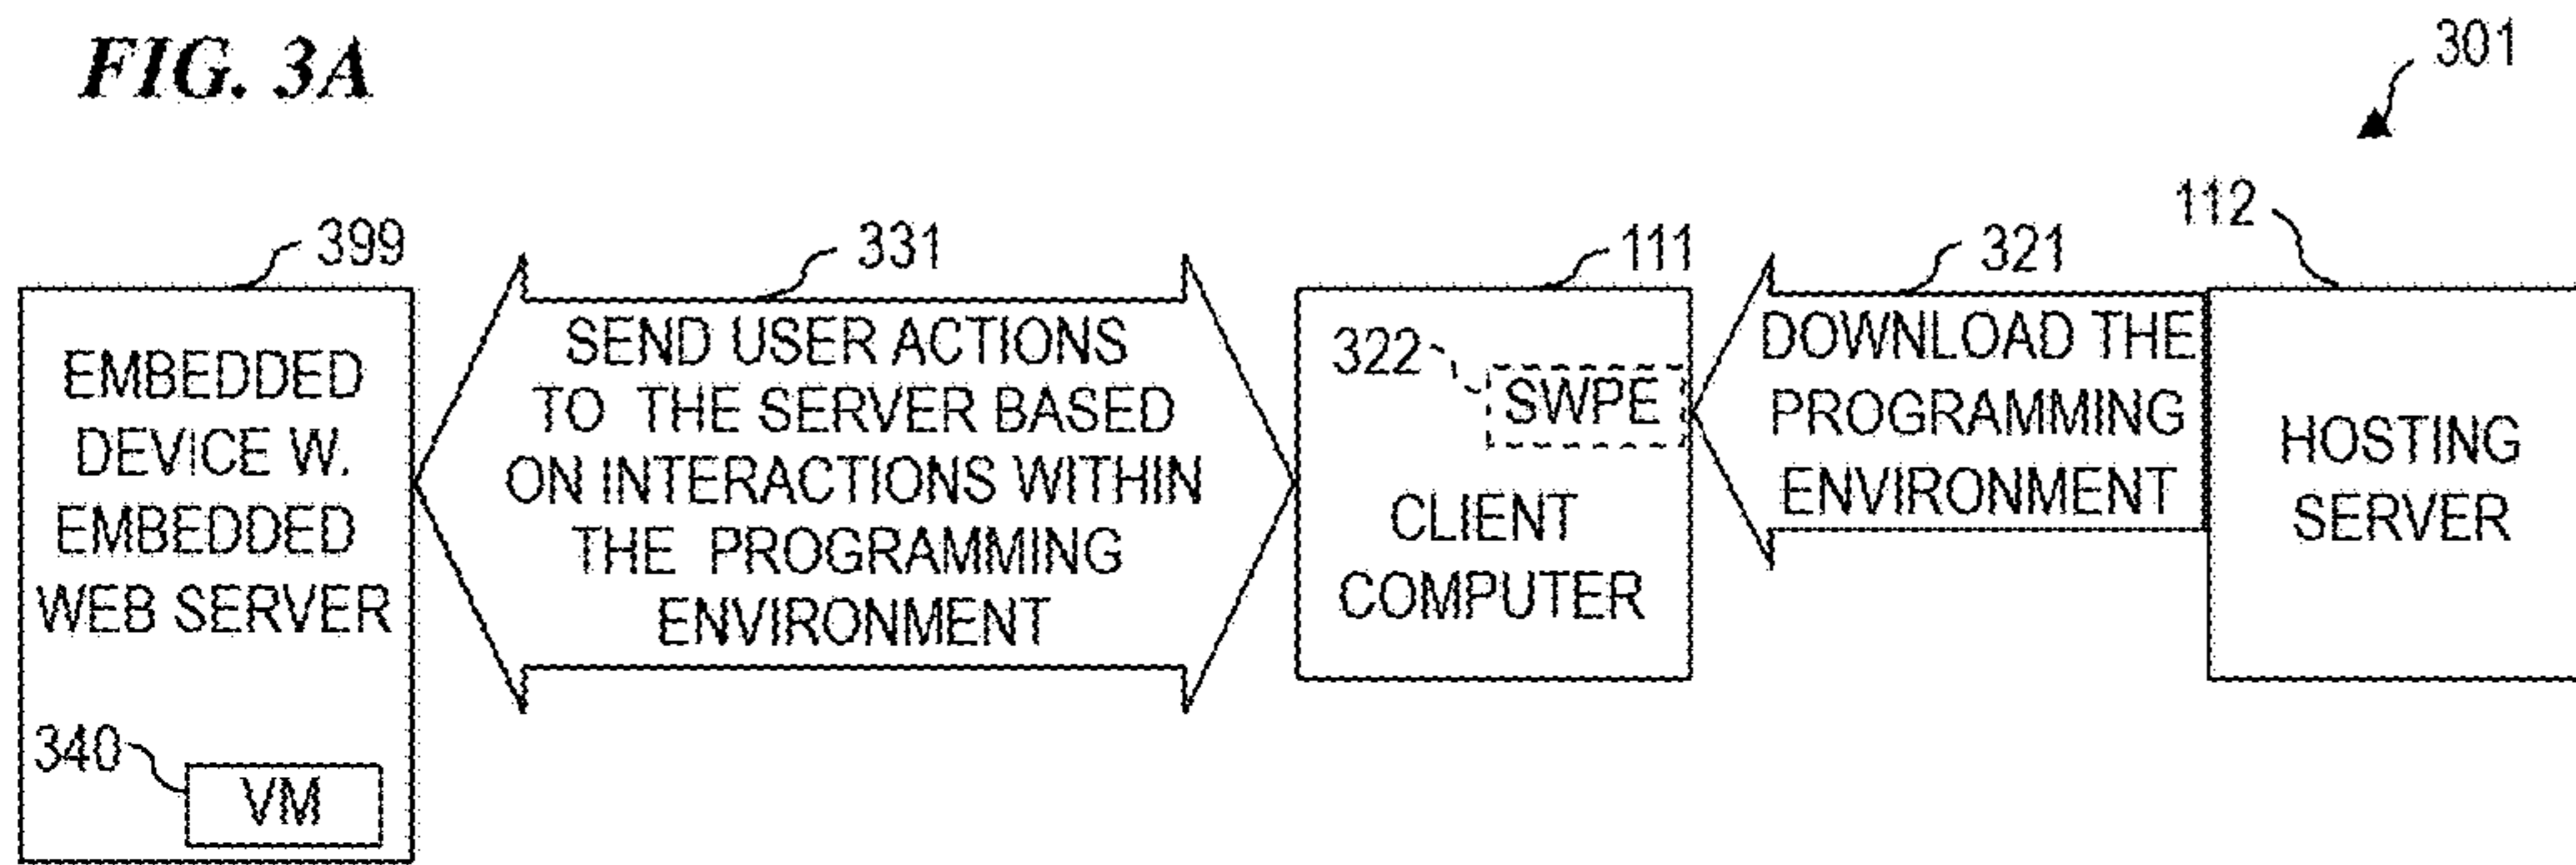 FIG. 3A
301
399
EMBEDDED
DEVICE W.
EMBEDDED
WEB SERVER
340
VM
331
SEND USER ACTIONS
TO THE SERVER BASED
ON INTERACTIONS WITHIN
THE PROGRAMMING
ENVIRONMENT
111
322
SWPE
CLIENT
COMPUTER
321
DOWNLOAD THE
PROGRAMMING
ENVIRONMENT
112
HOSTING
SERVER